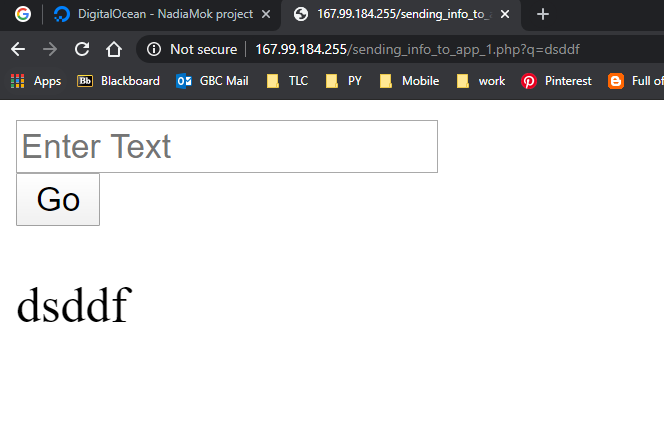 DigitalOcean - NadiaMok project
167.99.184.255/sending_info_to_
Not secure 167.99.184.255/sending_info_to_app_1.php?q=dsddf
Apps Bb Blackboard GBC Mail TLC PY Mobile work Pinterest Full of
Enter Text
Go
dsddf